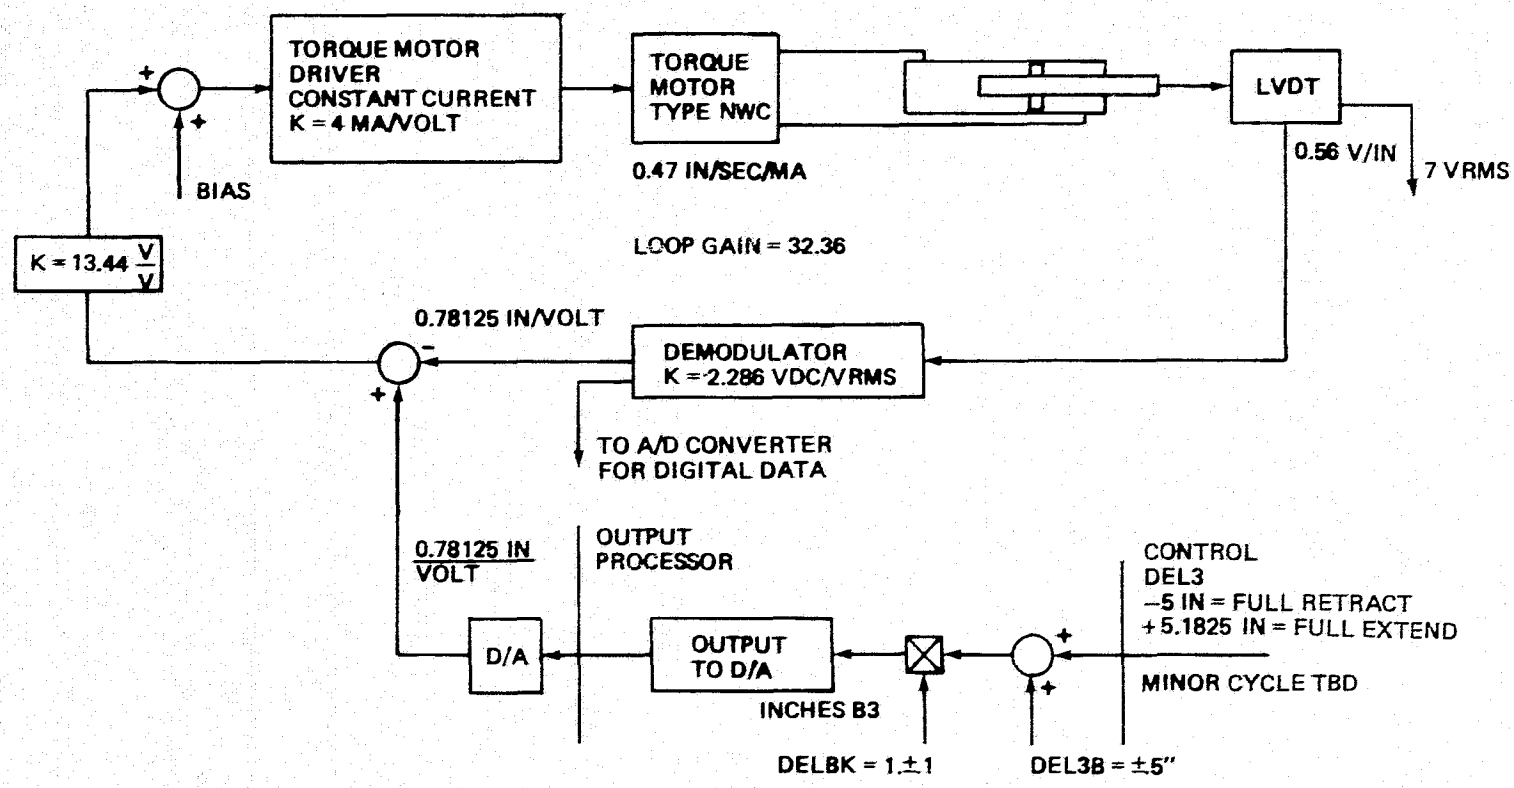 TORQUE MOTOR
DRIVER
CONSTANT CURRENT
K = 4 MA/VOLT
TORQUE
MOTOR
TYPE NWC
LVDT
+
+
BIAS
0.47 IN/SEC/MA
0.56 V/IN
7 VRMS
LOOP GAIN = 32.36
K = 13.44 V/V
0.78125 IN/VOLT
−
+
DEMODULATOR
K = 2.286 VDC/VRMS
TO A/D CONVERTER
FOR DIGITAL DATA
0.78125 IN
VOLT
OUTPUT
PROCESSOR
CONTROL
DEL3
−5 IN = FULL RETRACT
+5.1825 IN = FULL EXTEND
D/A
OUTPUT
TO D/A
+
+
MINOR CYCLE TBD
INCHES B3
DELBK = 1.±1
DEL3B = ±5"